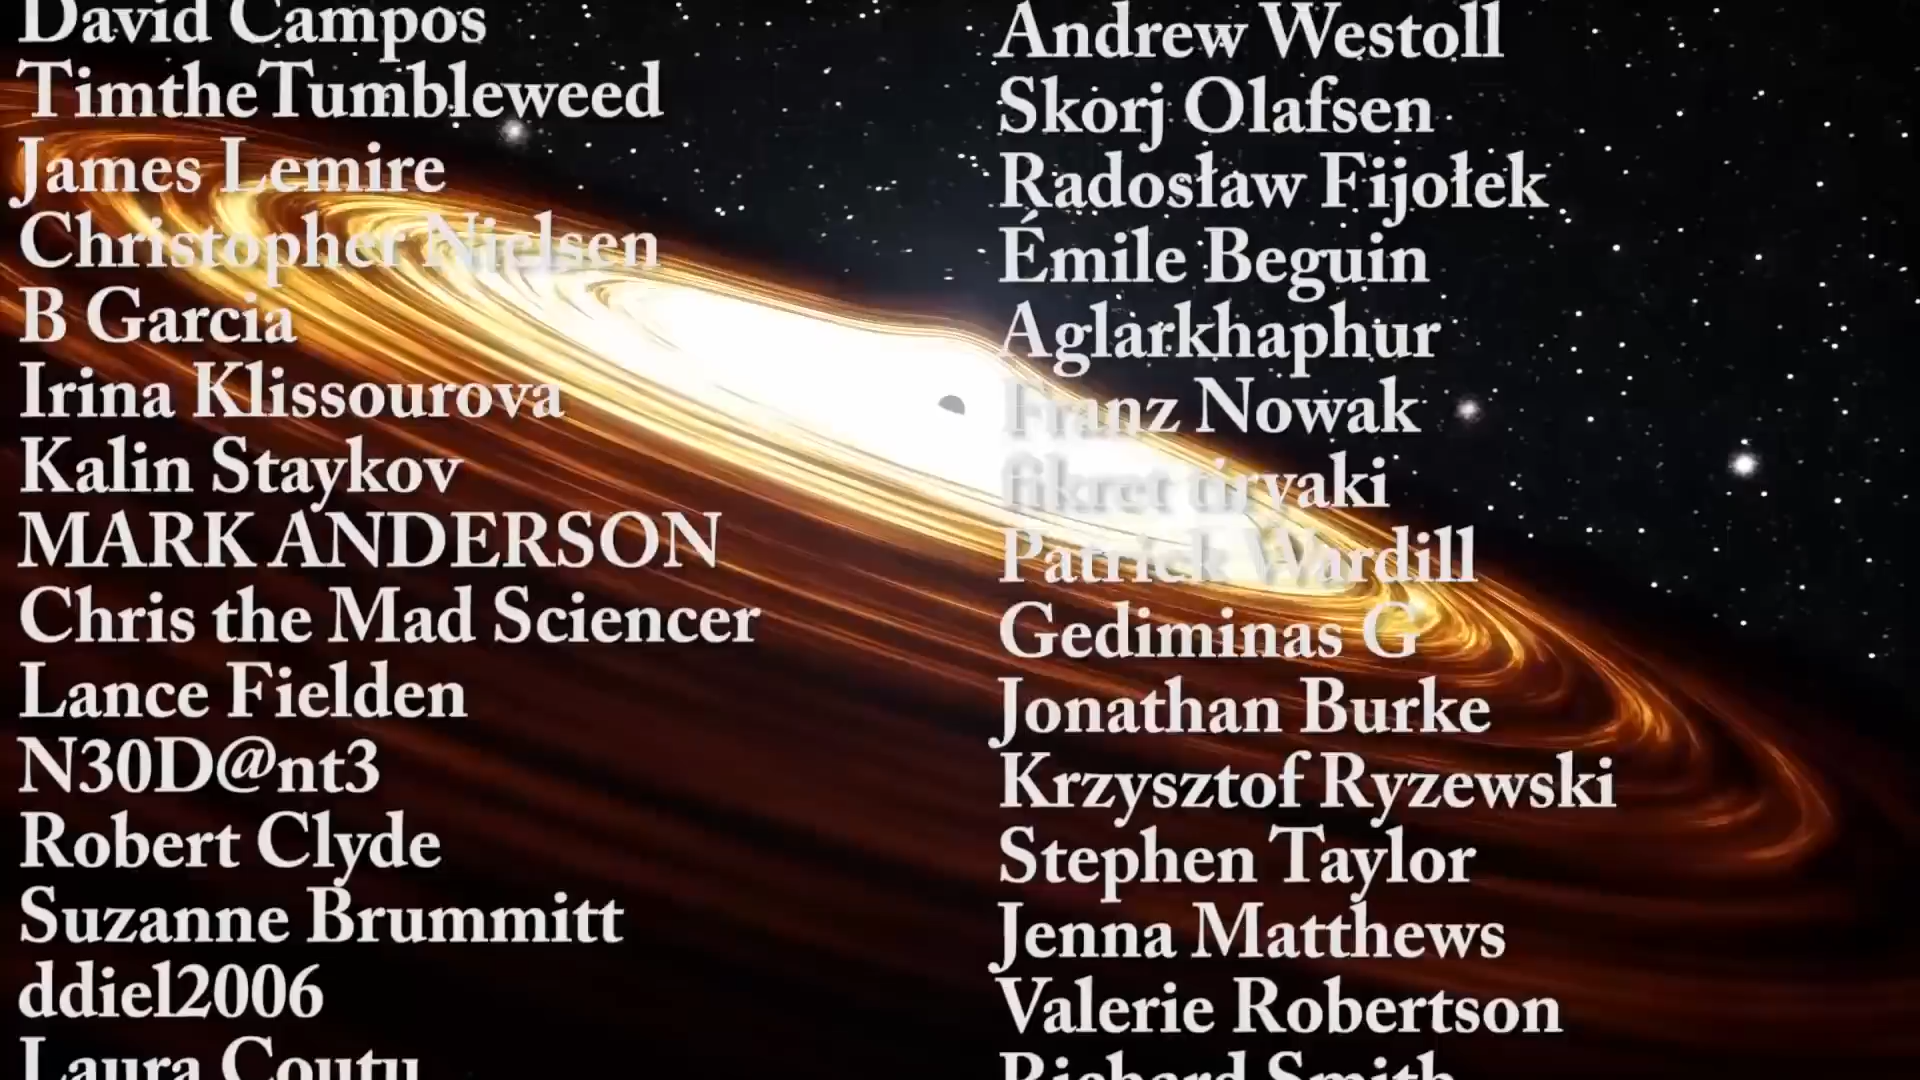 David Campos
TimtheTumbleweed
James Lemire
Christopher Nielsen
B Garcia
Irina Klissourova
Kalin Staykov
MARK ANDERSON
Chris the Mad Sciencer
Lance Fielden
N30D@nt3
Robert Clyde
Suzanne Brummitt
ddiel2006
Laura Coutu
Andrew Westoll
Skorj Olafsen
Radosław Fijołek
Émile Beguin
Aglarkhaphur
Franz Nowak
fikret tiryaki
Patrick Wardill
Gediminas G
Jonathan Burke
Krzysztof Ryzewski
Stephen Taylor
Jenna Matthews
Valerie Robertson
Richard Smith